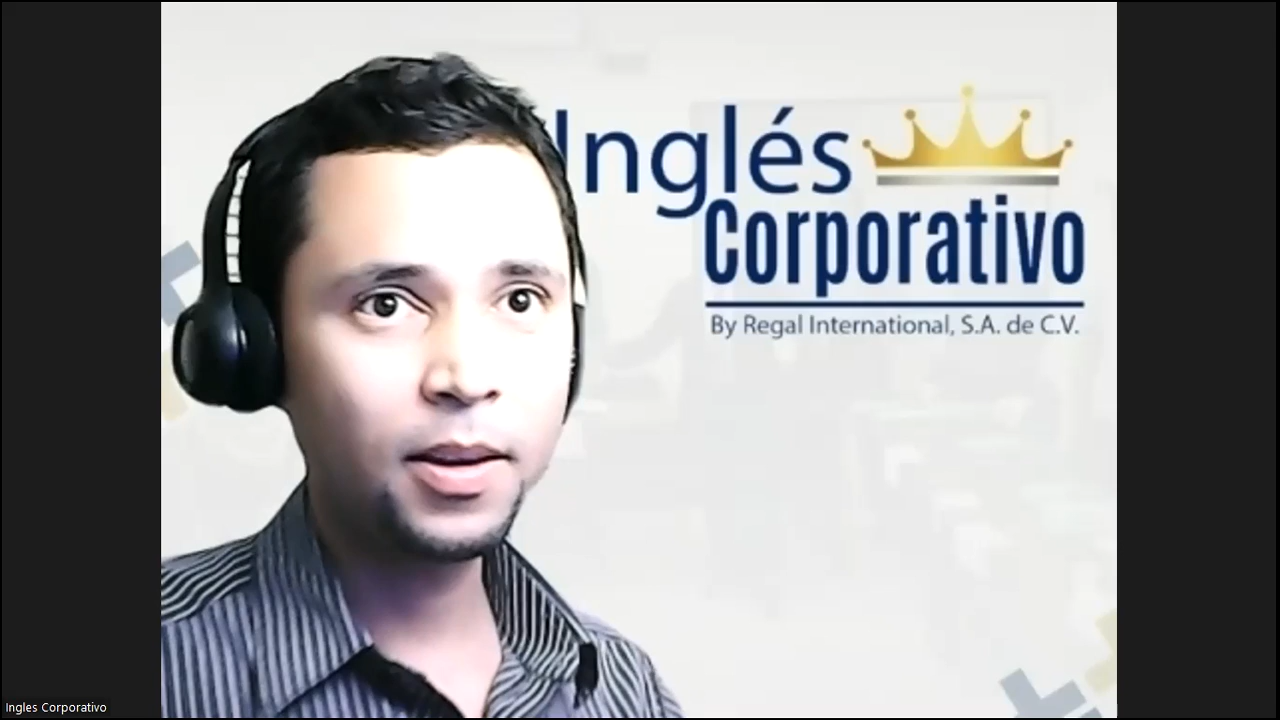 Inglés
Corporativo
By Regal International, S.A. de C.V.
Ingles Corporativo